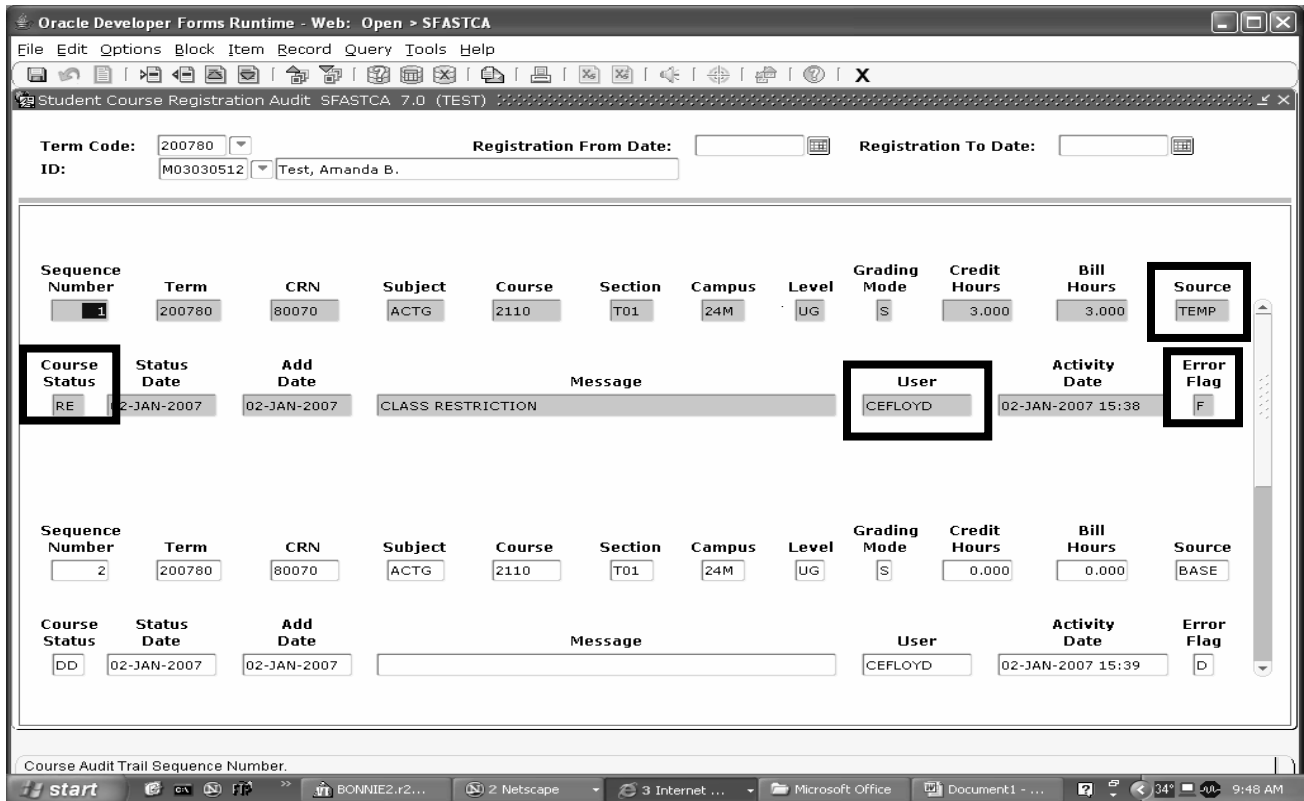 Oracle Developer Forms Runtime - Web: Open > SFASTCA
File Edit Options Block Item Record Query Tools Help
X
Student Course Registration Audit SFASTCA 7.0 (TEST)
Term Code: 200780 Registration From Date: Registration To Date:
ID: M03030512 Test, Amanda B.
Sequence Grading Credit Bill
Number Term CRN Subject Course Section Campus Level Mode Hours Hours Source
1 200780 80070 ACTG 2110 T01 24M UG S 3.000 3.000 TEMP
Course Status Add Activity Error
Status Date Date Message User Date Flag
RE 02-JAN-2007 02-JAN-2007 CLASS RESTRICTION CEFLOYD 02-JAN-2007 15:38 F
Sequence Grading Credit Bill
Number Term CRN Subject Course Section Campus Level Mode Hours Hours Source
2 200780 80070 ACTG 2110 T01 24M UG S 0.000 0.000 BASE
Course Status Add Activity Error
Status Date Date Message User Date Flag
DD 02-JAN-2007 02-JAN-2007 CEFLOYD 02-JAN-2007 15:39 D
Course Audit Trail Sequence Number.
start BONNIE2.r2... 2 Netscape 3 Internet ... Microsoft Office Document1 - ... 34° 9:48 AM